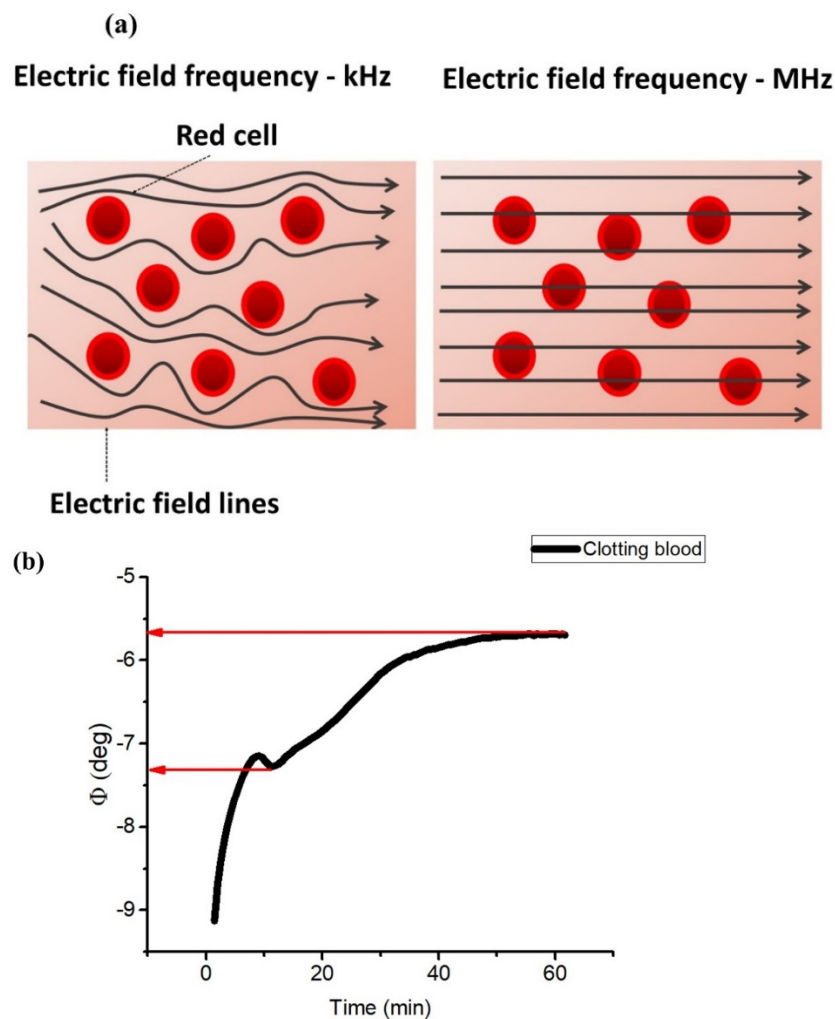 (a)
Electric field frequency - kHz
Electric field frequency - MHz
Red cell
Electric field lines
(b)
Clotting blood
-5
-6
-7
-8
-9
Φ (deg)
0 20 40 60
Time (min)